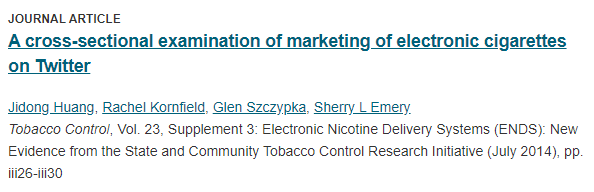 JOURNAL ARTICLE
A cross-sectional examination of marketing of electronic cigarettes
on Twitter
Jidong Huang, Rachel Kornfield, Glen Szczypka, Sherry L Emery
Tobacco Control, Vol. 23, Supplement 3: Electronic Nicotine Delivery Systems (ENDS): New
Evidence from the State and Community Tobacco Control Research Initiative (July 2014), pp.
iii26-iii30